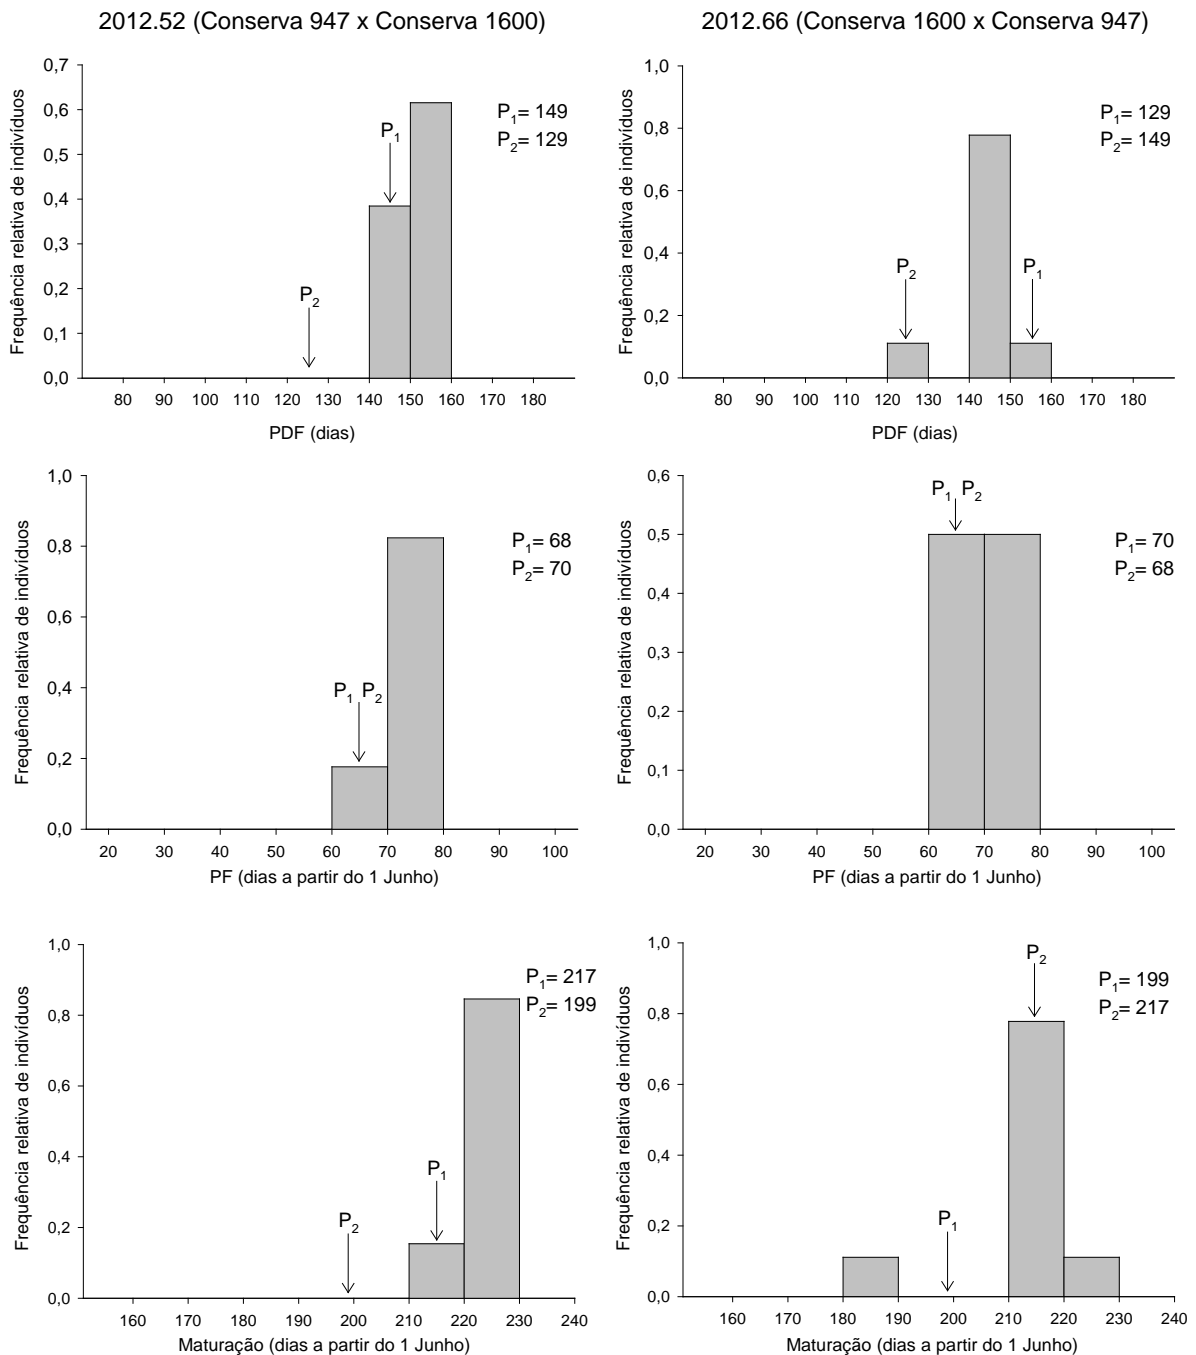 2012.52 (Conserva 947 x Conserva 1600)
2012.66 (Conserva 1600 x Conserva 947)
Frequência relativa de indivíduos
0,7
0,6
0,5
0,4
0,3
0,2
0,1
0,0
P1= 149
P2= 129
P1
P2
80 90 100 110 120 130 140 150 160 170 180
PDF (dias)
Frequência relativa de indivíduos
1,0
0,8
0,6
0,4
0,2
0,0
P1= 129
P2= 149
P2
P1
80 90 100 110 120 130 140 150 160 170 180
PDF (dias)
Frequência relativa de indivíduos
1,0
0,8
0,6
0,4
0,2
0,0
P1= 68
P2= 70
P1 P2
20 30 40 50 60 70 80 90 100
PF (dias a partir do 1 Junho)
Frequência relativa de indivíduos
0,6
0,5
0,4
0,3
0,2
0,1
0,0
P1 P2
P1= 70
P2= 68
20 30 40 50 60 70 80 90 100
PF (dias a partir do 1 Junho)
Frequência relativa de indivíduos
1,0
0,8
0,6
0,4
0,2
0,0
P1= 217
P2= 199
P1
P2
160 170 180 190 200 210 220 230 240
Maturação (dias a partir do 1 Junho)
Frequência relativa de indivíduos
1,0
0,8
0,6
0,4
0,2
0,0
P2
P1= 199
P2= 217
P1
160 170 180 190 200 210 220 230 240
Maturação (dias a partir do 1 Junho)